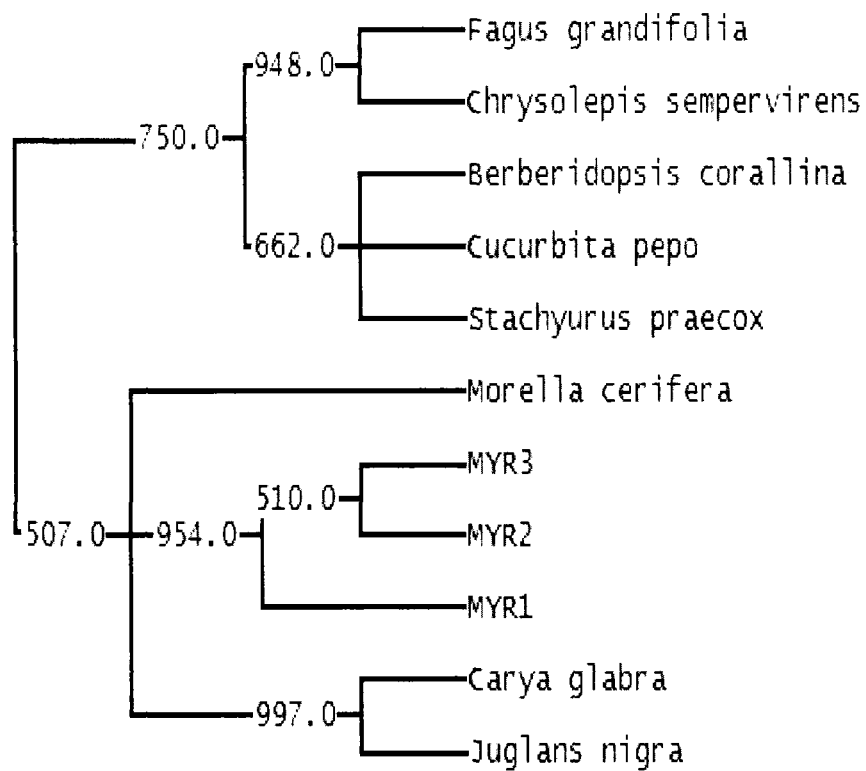 Fagus grandifolia
948.0
Chrysolepis sempervirens
750.0
Berberidopsis corallina
662.0
Cucurbita pepo
Stachyurus praecox
Morella cerifera
MYR3
510.0
507.0
954.0
MYR2
MYR1
Carya glabra
997.0
Juglans nigra